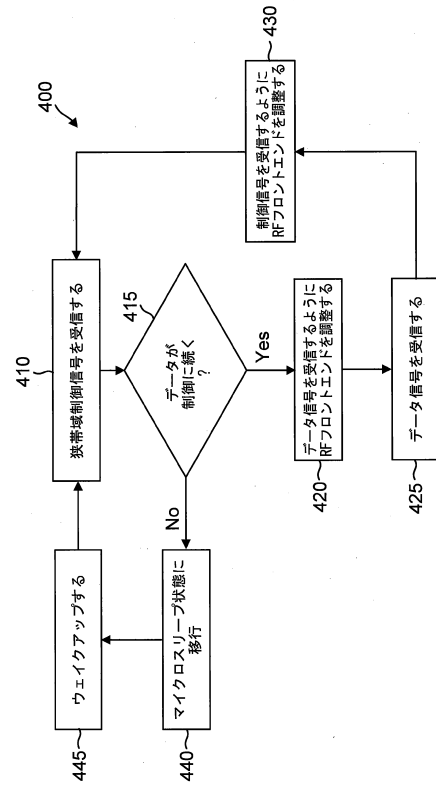 400
410
狭帯域制御信号を受信する
415
データが
制御に続く
?
Yes
No
420
データ信号を受信するように
RFフロントエンドを調整する
425
データ信号を受信する
430
制御信号を受信するように
RFフロントエンドを調整する
440
マイクロスリープ状態に
移行
445
ウェイクアップする